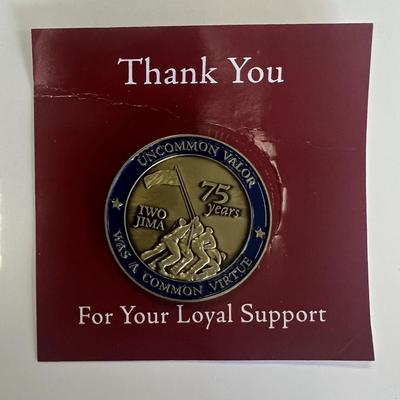 Thank You
UNCOMMON VALOR
75
years
IWO
JIMA
WAS A COMMON VIRTUE
For Your Loyal Support